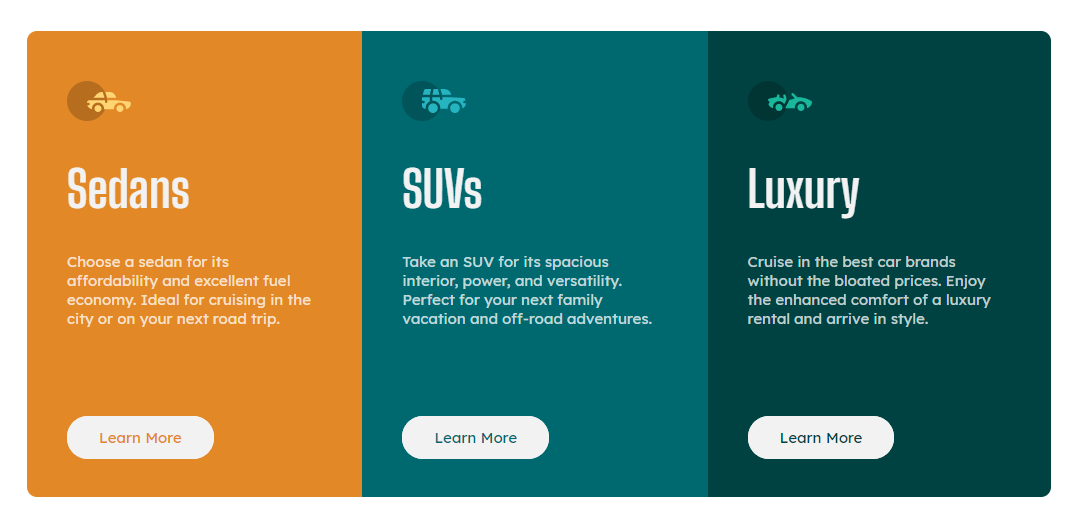 Sedans
Choose a sedan for its
affordability and excellent fuel
economy. Ideal for cruising in the
city or on your next road trip.
Learn More
SUVs
Take an SUV for its spacious
interior, power, and versatility.
Perfect for your next family
vacation and off-road adventures.
Learn More
Luxury
Cruise in the best car brands
without the bloated prices. Enjoy
the enhanced comfort of a luxury
rental and arrive in style.
Learn More